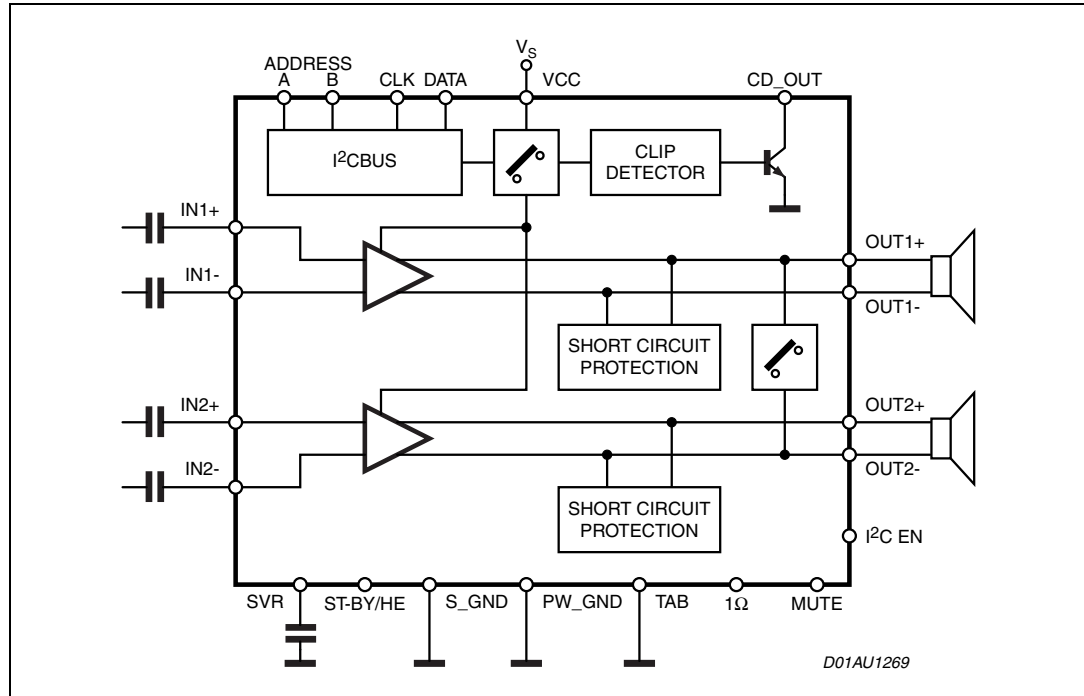 V_S
ADDRESS
A B CLK DATA VCC CD_OUT
I²CBUS
CLIP
DETECTOR
IN1+
OUT1+
IN1-
OUT1-
SHORT CIRCUIT
PROTECTION
IN2+
OUT2+
IN2-
OUT2-
SHORT CIRCUIT
PROTECTION
I²C EN
SVR ST-BY/HE S_GND PW_GND TAB 1Ω MUTE
D01AU1269